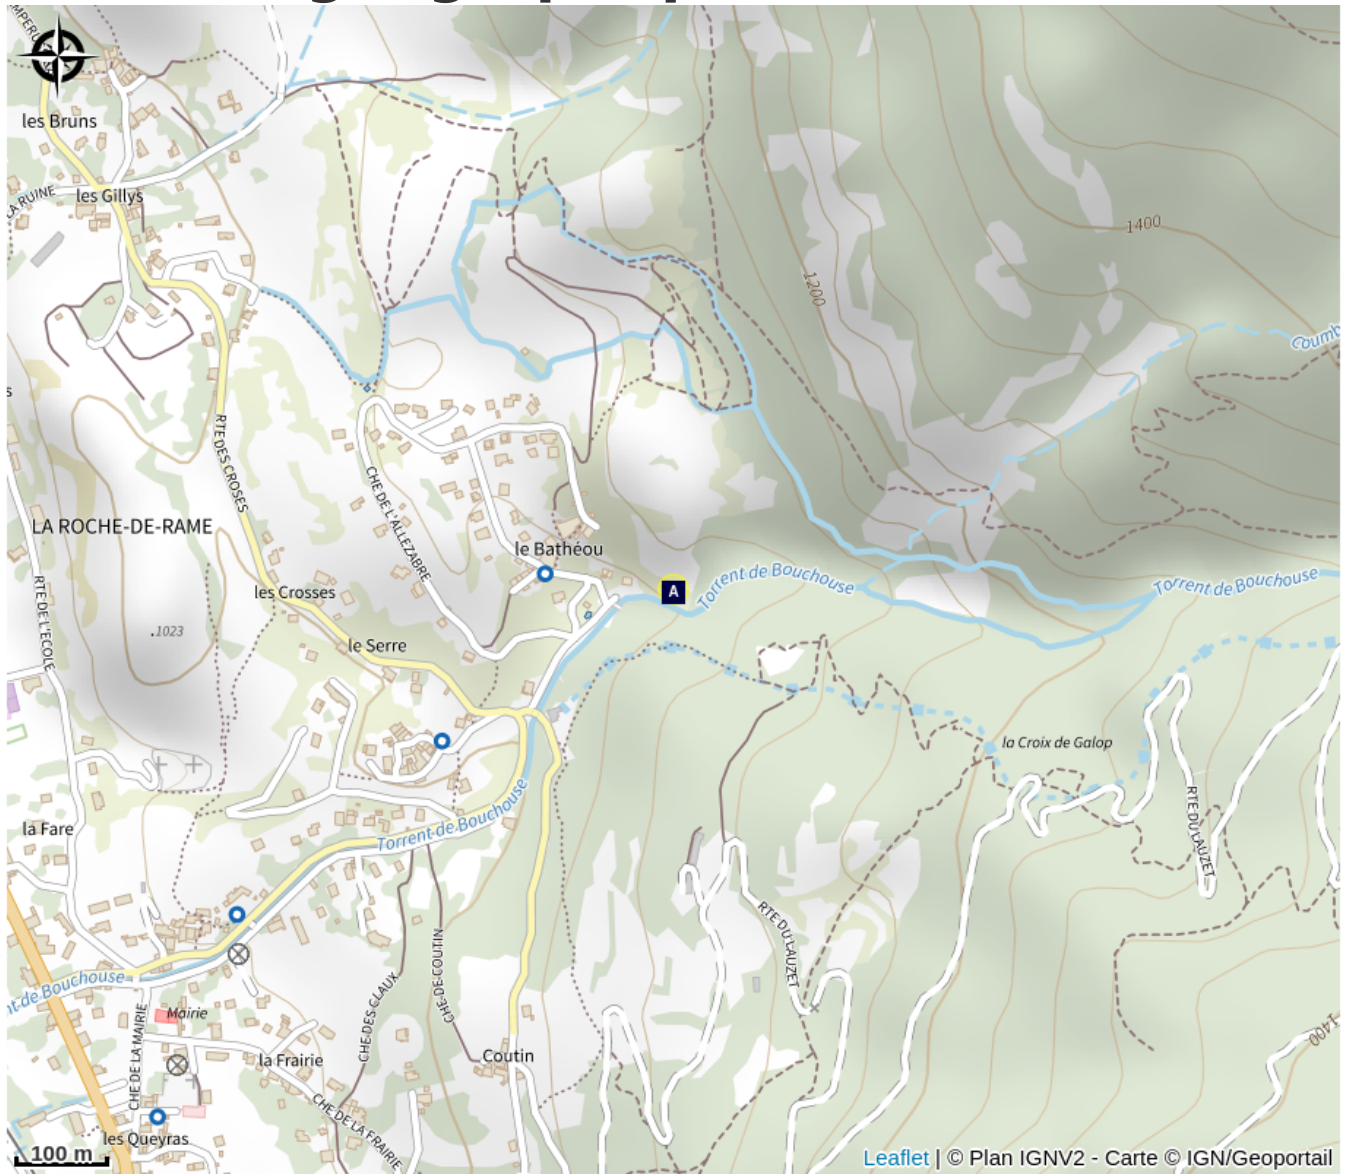 les Bruns
les Gillys
LA RUINE
1400
1200
Coumb
RTE DES CROSES
CHE DE L'ALLEZABRE
LA ROCHE-DE-RAME
le Bathéou
A
Torrent de Bouchouse
Torrent de Bouchouse
les Crosses
RTE DE L'ECOLE
.1023
le Serre
la Croix de Galop
RTE DU LAUZET
la Fare
Torrent de Bouchouse
RTE DU LAUZET
nt de Bouchouse
CHE DE COUTIN
CHE DES CLAUX
Mairie
CHE DE LA MAIRIE
la Frairie
Coutin
1400
CHE DE LA FRAIRIE
les Queyras
100 m
Leaflet | © Plan IGNV2 - Carte © IGN/Geoportail